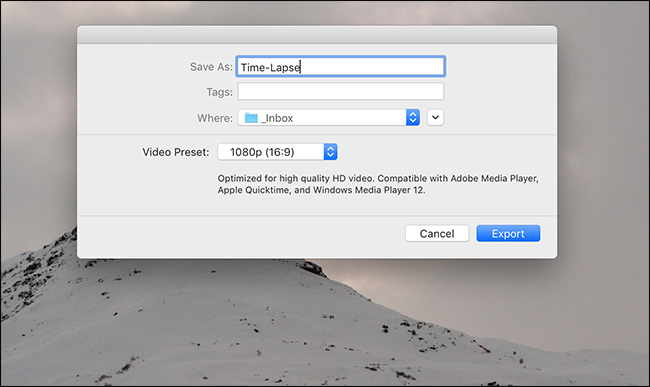 Save As: Time-Lapse
Tags:
Where: _Inbox
Video Preset: 1080p (16:9)
Optimized for high quality HD video. Compatible with Adobe Media Player,
Apple Quicktime, and Windows Media Player 12.
Cancel Export